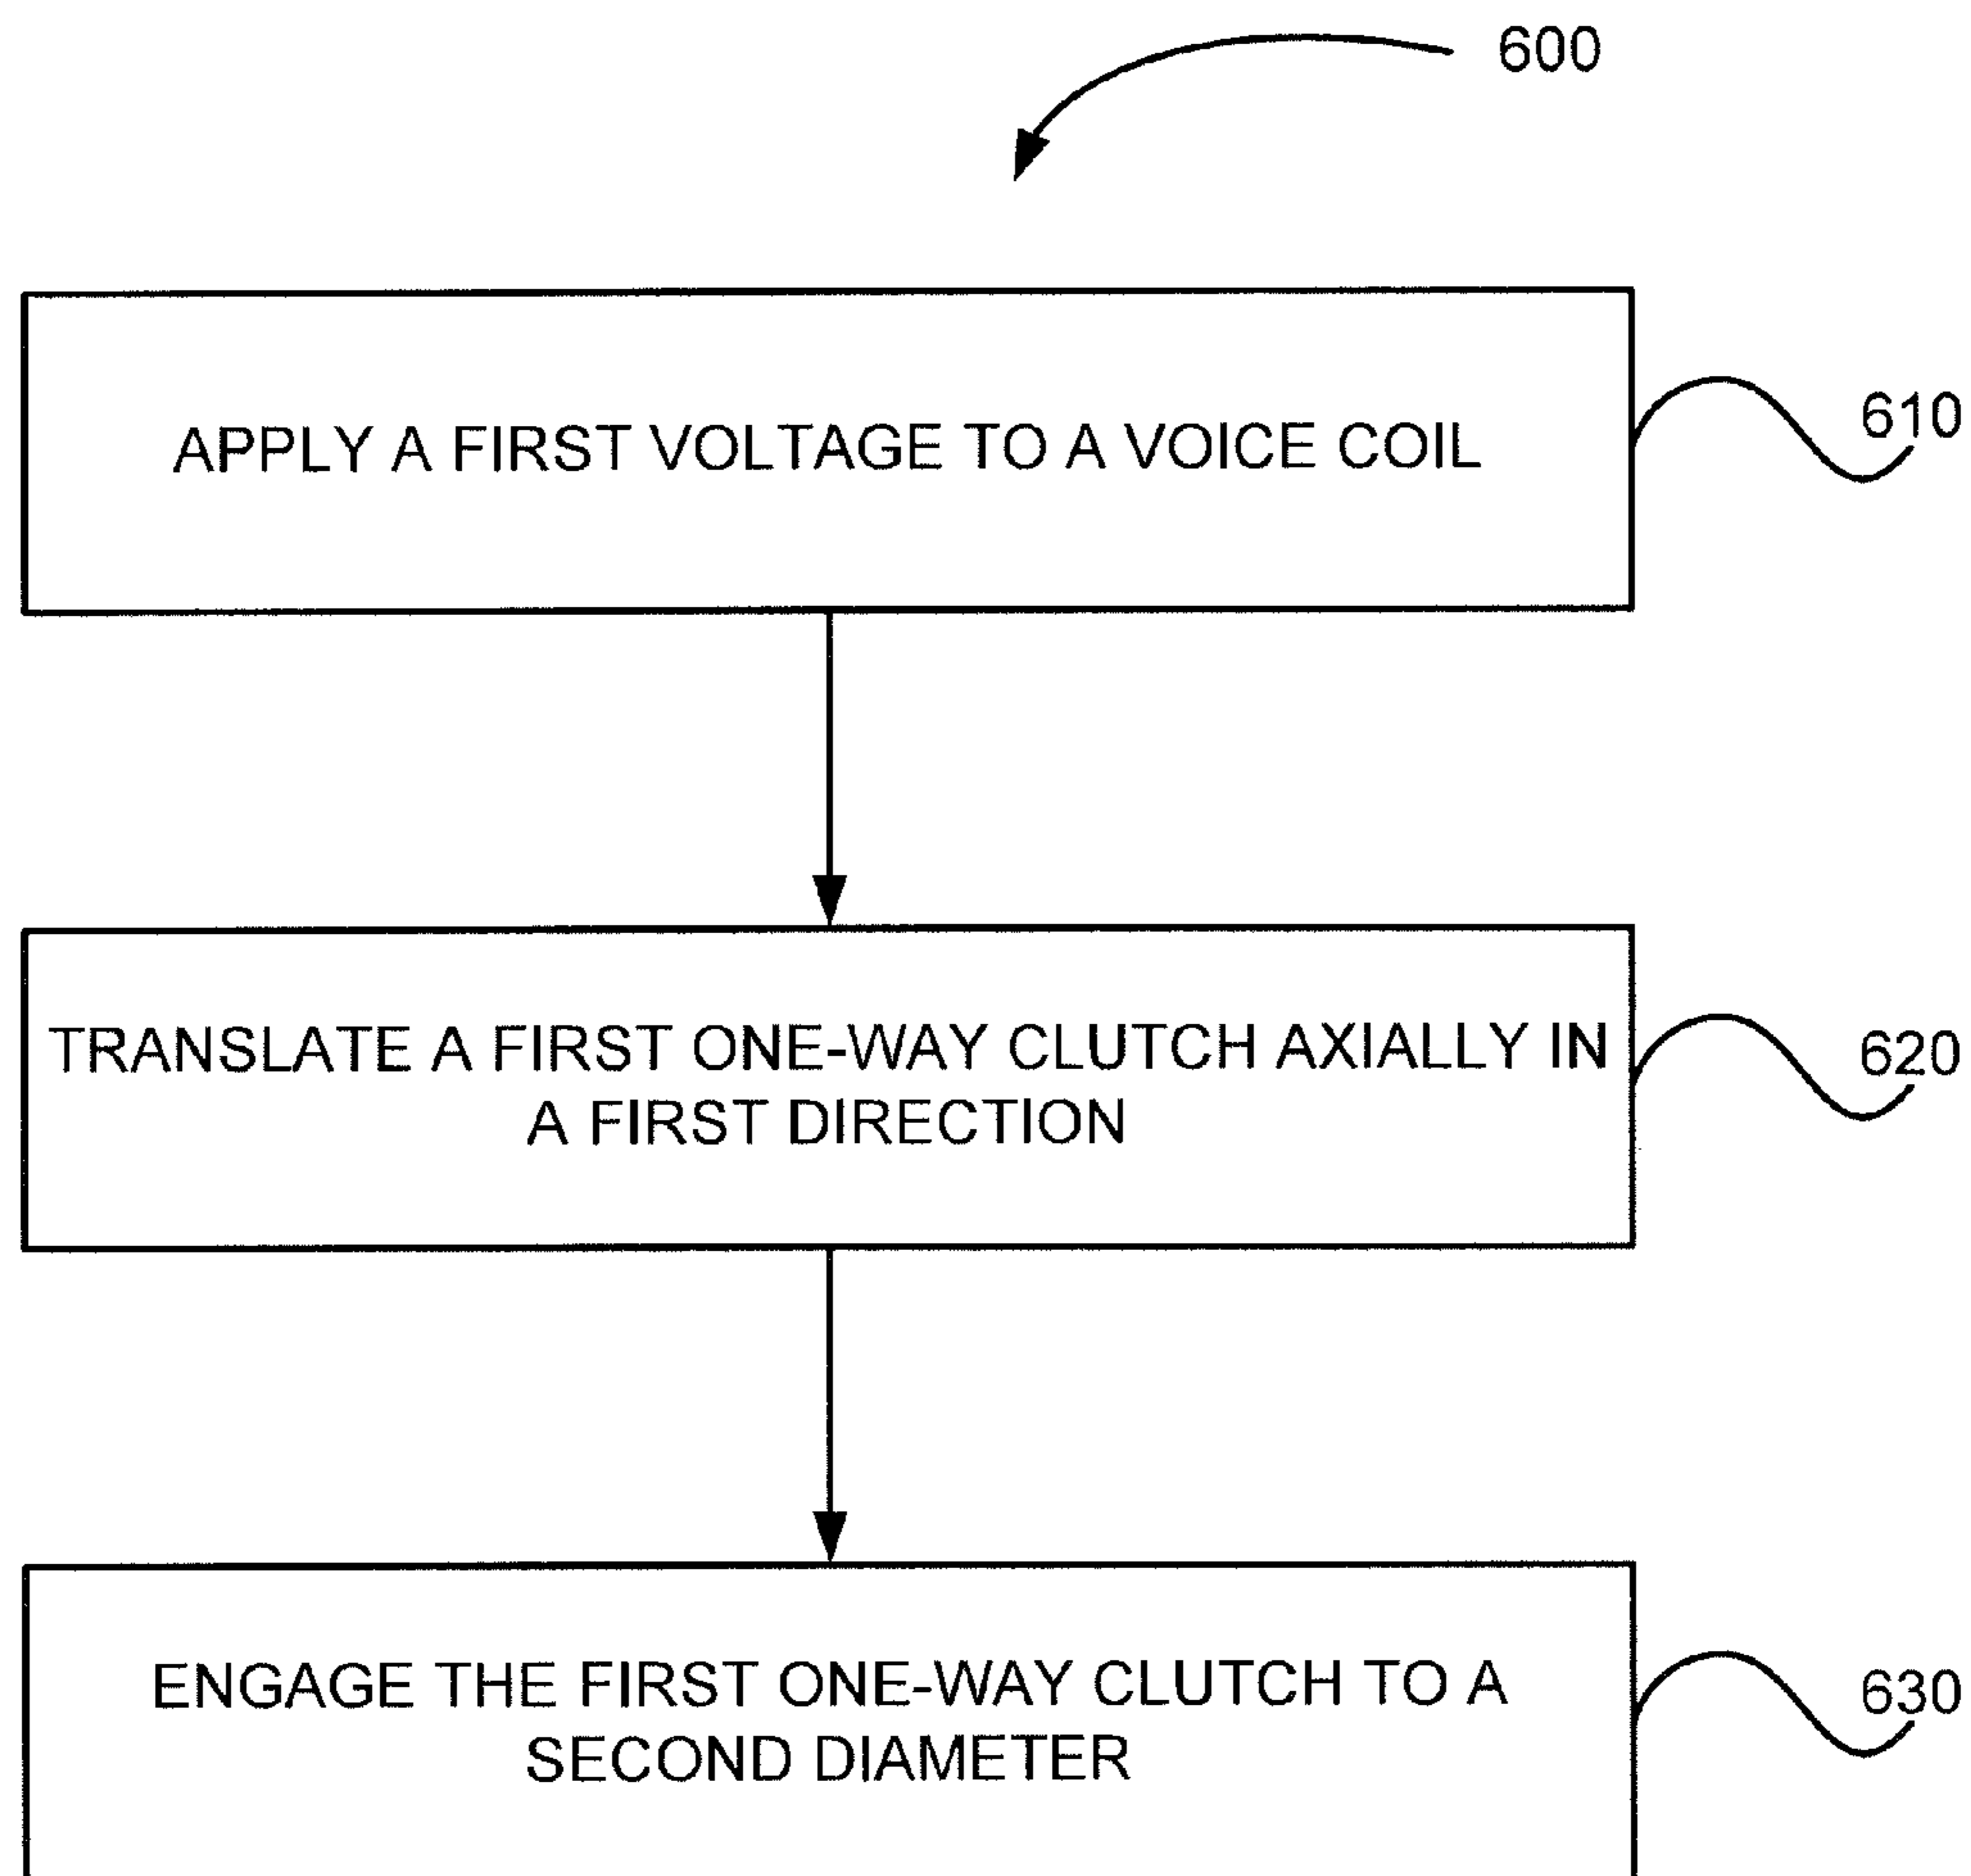 600
APPLY A FIRST VOLTAGE TO A VOICE COIL
610
TRANSLATE A FIRST ONE-WAY CLUTCH AXIALLY IN
A FIRST DIRECTION
620
ENGAGE THE FIRST ONE-WAY CLUTCH TO A
SECOND DIAMETER
630